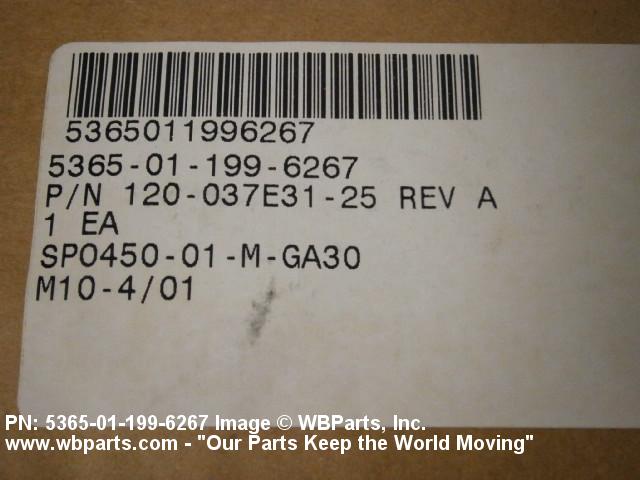 5365011996267
5365-01-199-6267
P/N 120-037E31-25 REV A
1 EA
SP0450-01-M-GA30
M10-4/01
PN: 5365-01-199-6267 Image © WBParts, Inc.
www.wbparts.com - "Our Parts Keep the World Moving"